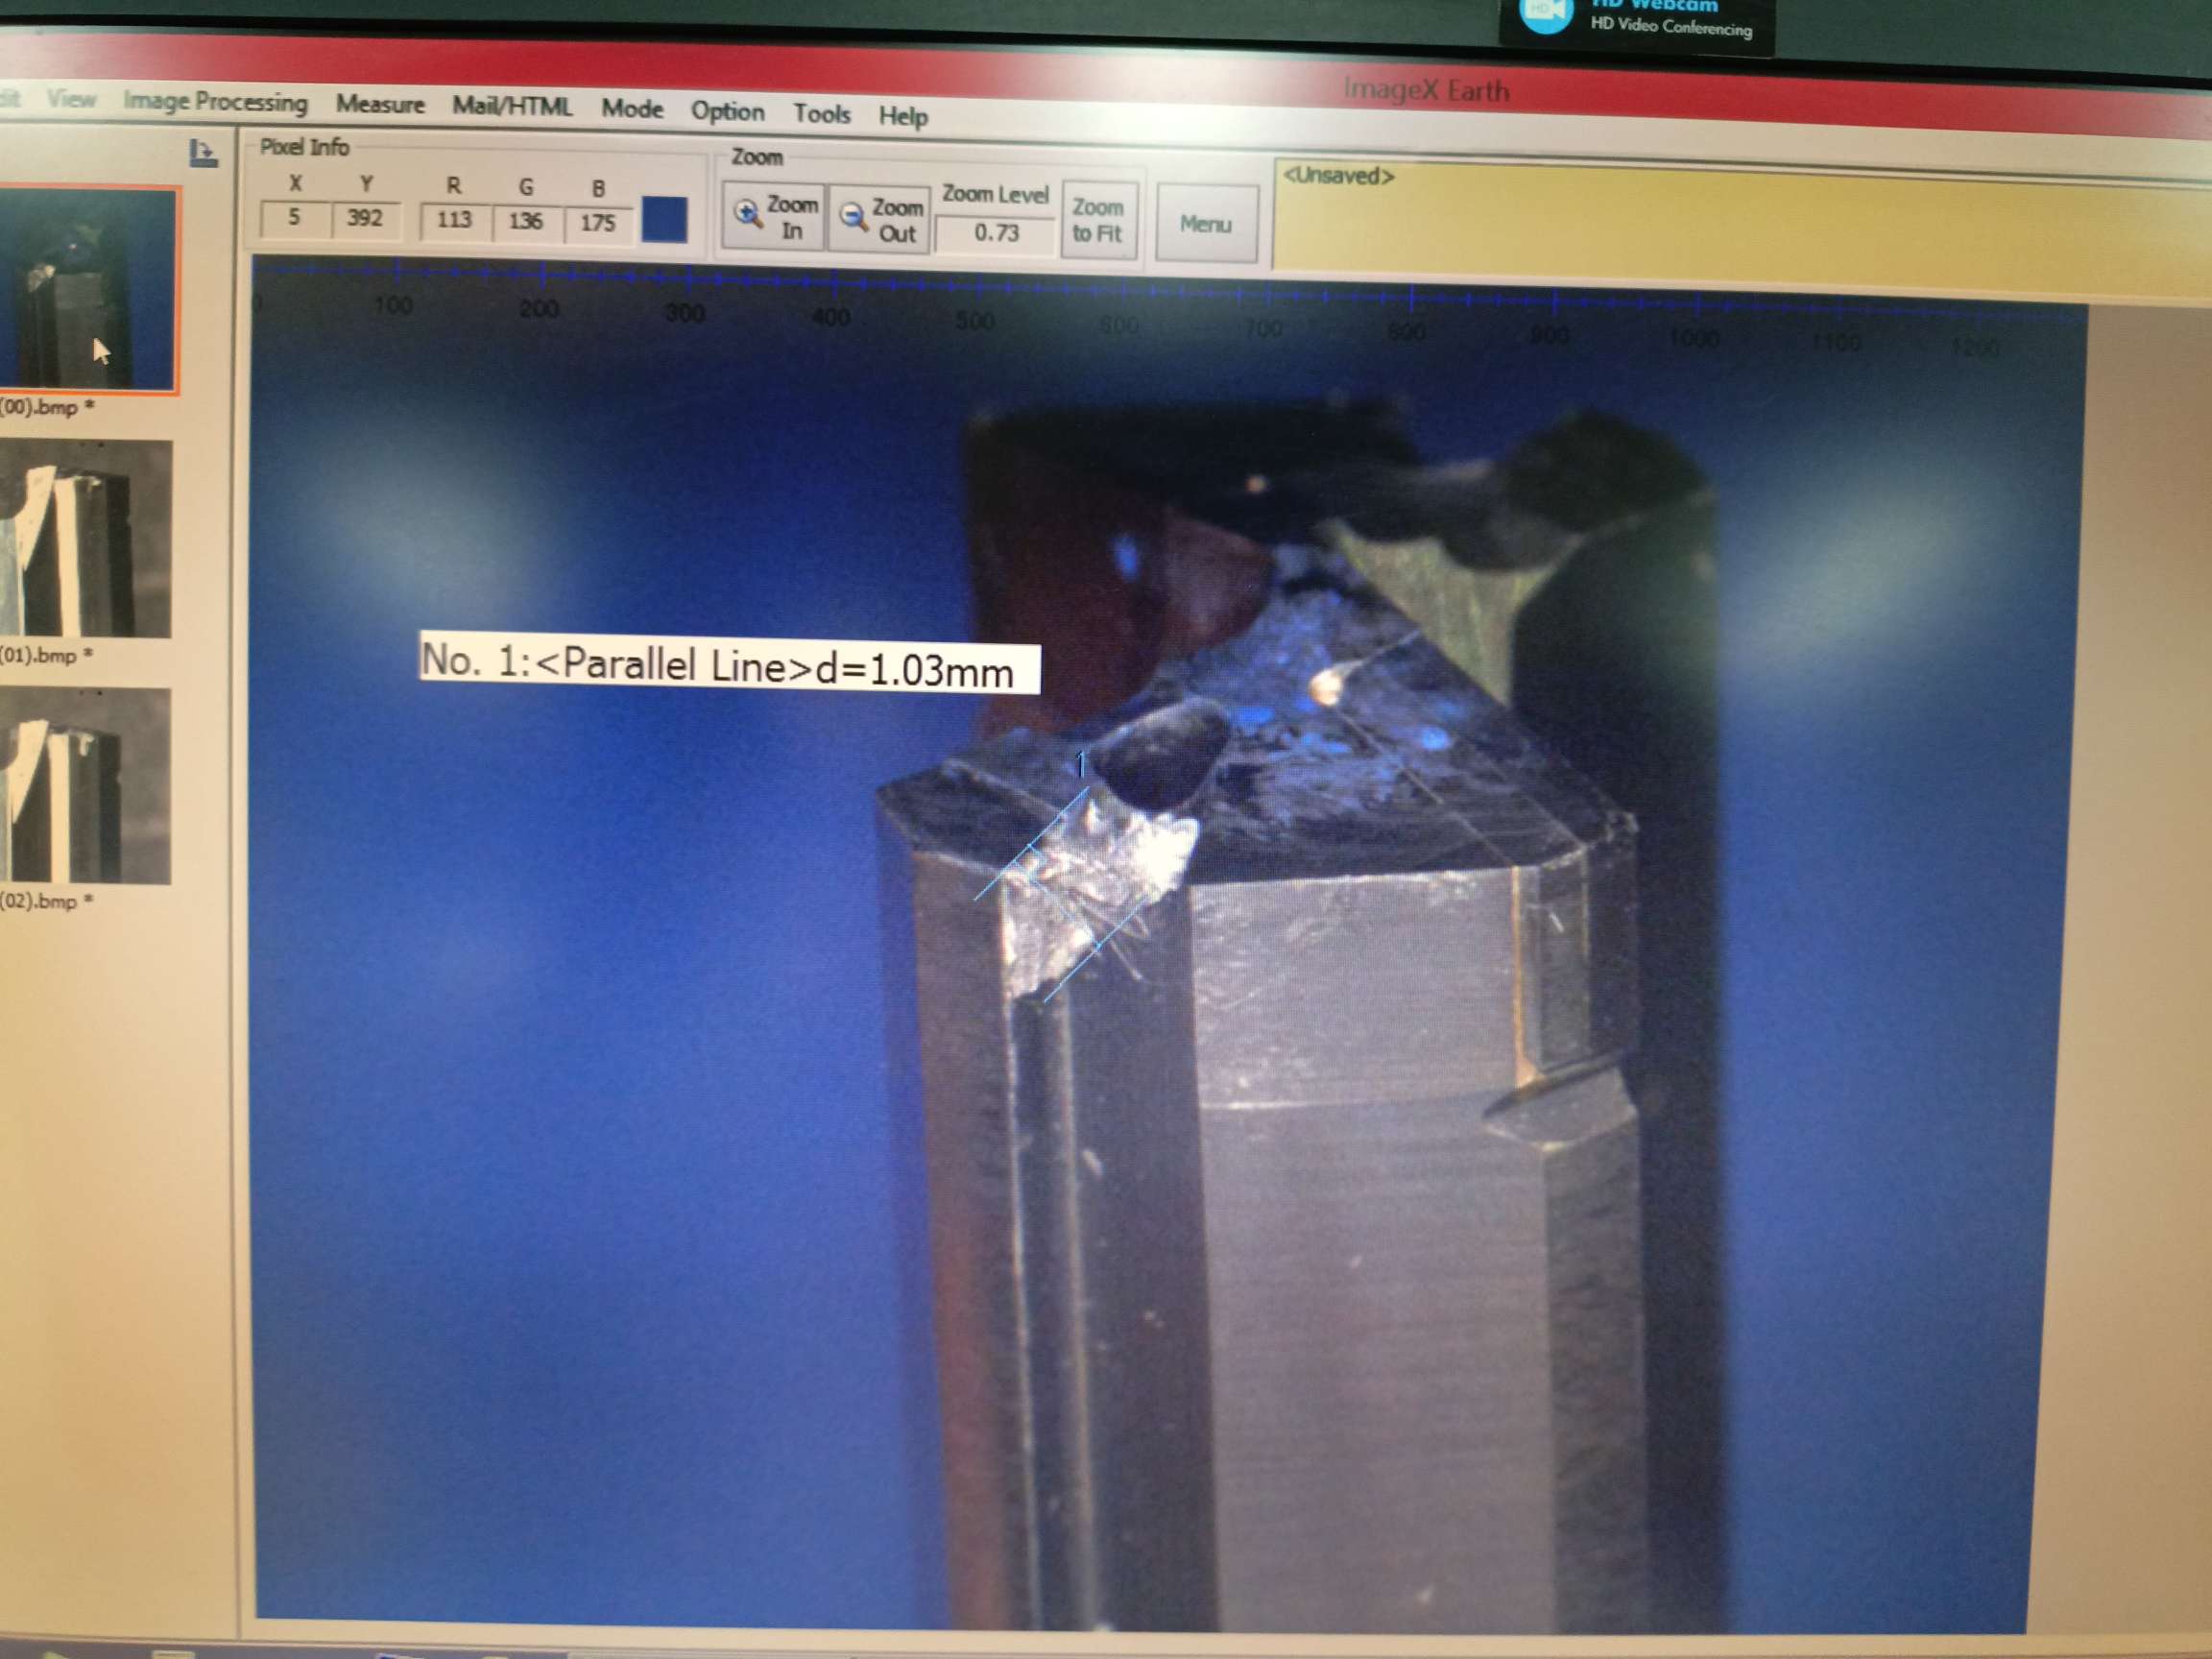 HD Webcam
HD Video Conferencing
ImageX Earth
View Image Processing Measure Mail/HTML Mode Option Tools Help
Pixel Info
X Y R G B
5 392 113 136 175
Zoom
Zoom In
Zoom Out
Zoom Level
0.73
Zoom to Fit
Menu
<Unsaved>
0 100 200 300 400 500 600 700 800 900 1000 1100 1200
(00).bmp *
(01).bmp *
(02).bmp *
No. 1:<Parallel Line>d=1.03mm
1